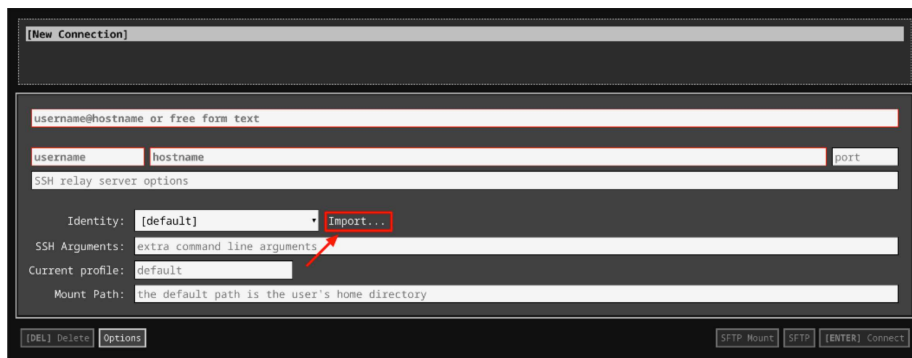 [New Connection]
username@hostname or free form text
username hostname port
SSH relay server options
Identity: [default] Import...
SSH Arguments: extra command line arguments
Current profile: default
Mount Path: the default path is the user's home directory
[DEL] Delete Options SFTP Mount SFTP [ENTER] Connect